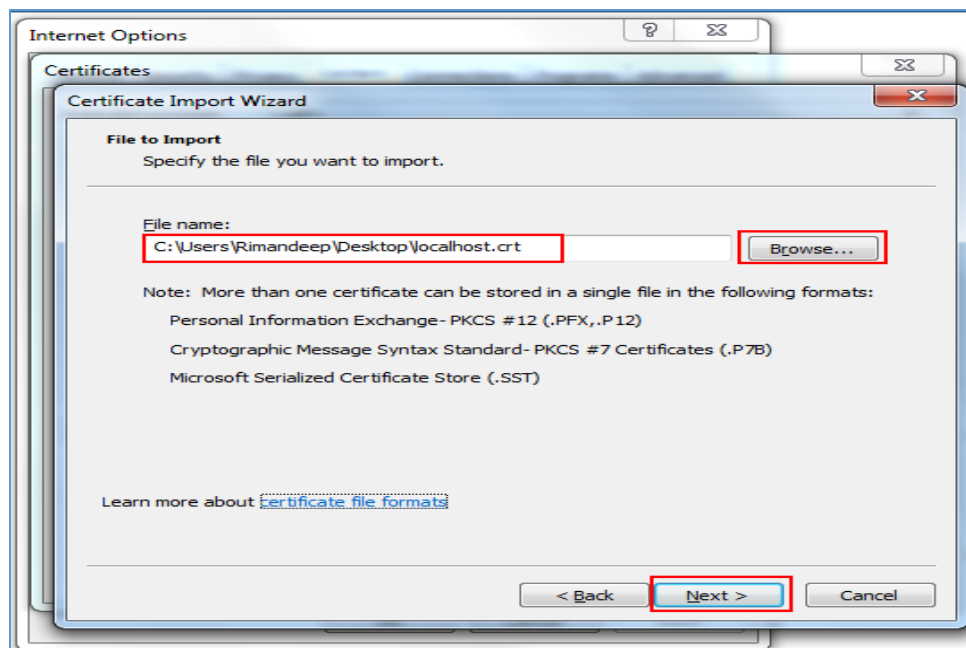 Internet Options
Certificates
Certificate Import Wizard
File to Import
Specify the file you want to import.
File name:
C:\Users\Rimandeep\Desktop\localhost.crt
Browse...
Note: More than one certificate can be stored in a single file in the following formats:
Personal Information Exchange- PKCS #12 (.PFX,.P12)
Cryptographic Message Syntax Standard- PKCS #7 Certificates (.P7B)
Microsoft Serialized Certificate Store (.SST)
Learn more about certificate file formats
< Back Next > Cancel